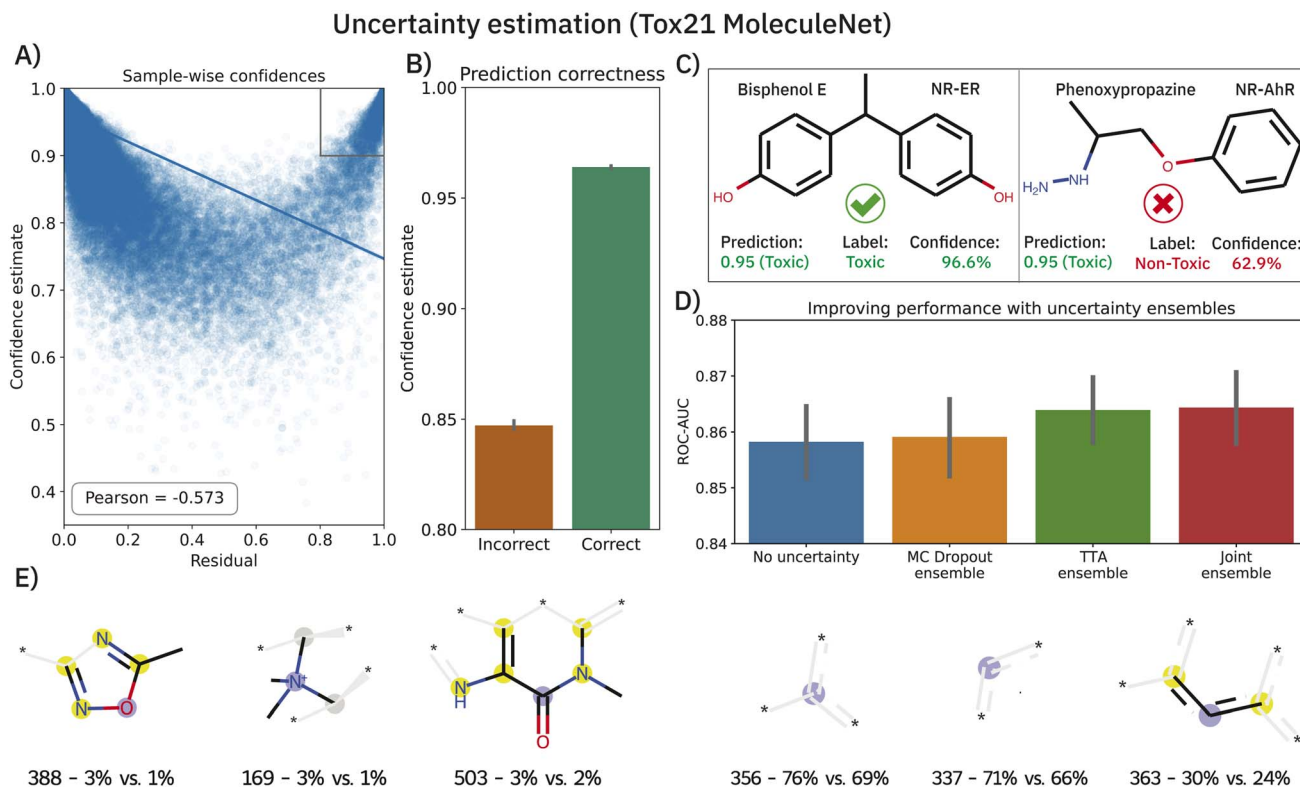 Uncertainty estimation (Tox21 MoleculeNet)
A)
Sample-wise confidences
1.0
0.9
0.8
0.7
0.6
0.5
0.4
Confidence estimate
Pearson = -0.573
0.0 0.2 0.4 0.6 0.8 1.0
Residual
B)
Prediction correctness
1.00
0.95
0.90
0.85
0.80
Confidence estimate
Incorrect Correct
C)
Bisphenol E NR-ER
HO OH
Prediction: Label: Confidence:
0.95 (Toxic) Toxic 96.6%
Phenoxypropazine NR-AhR
H2N NH O
Prediction: Label: Confidence:
0.95 (Toxic) Non-Toxic 62.9%
D)
Improving performance with uncertainty ensembles
0.88
0.87
0.86
0.85
0.84
ROC-AUC
No uncertainty MC Dropout TTA Joint
ensemble ensemble ensemble
E)
* N N O
* * N+ * *
* * * * N H N O
* * *
* *
* * * *
388 – 3% vs. 1% 169 – 3% vs. 1% 503 – 3% vs. 2% 356 – 76% vs. 69% 337 – 71% vs. 66% 363 – 30% vs. 24%